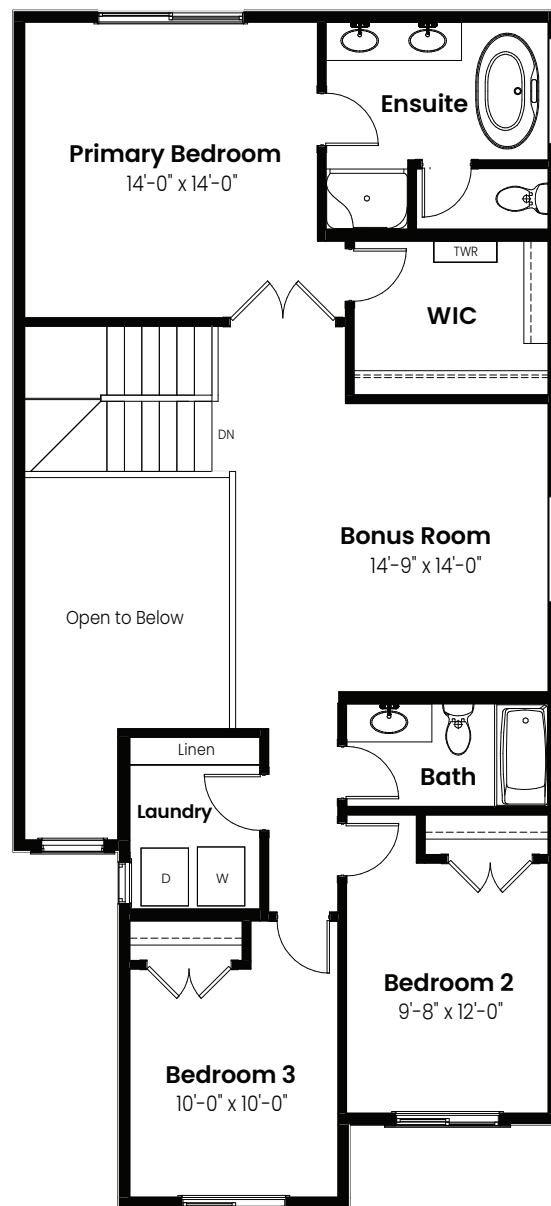 Ensuite
Primary Bedroom
14'-0" x 14'-0"
TWR
WIC
DN
Bonus Room
14'-9" x 14'-0"
Open to Below
Linen
Bath
Laundry
D
W
Bedroom 2
9'-8" x 12'-0"
Bedroom 3
10'-0" x 10'-0"